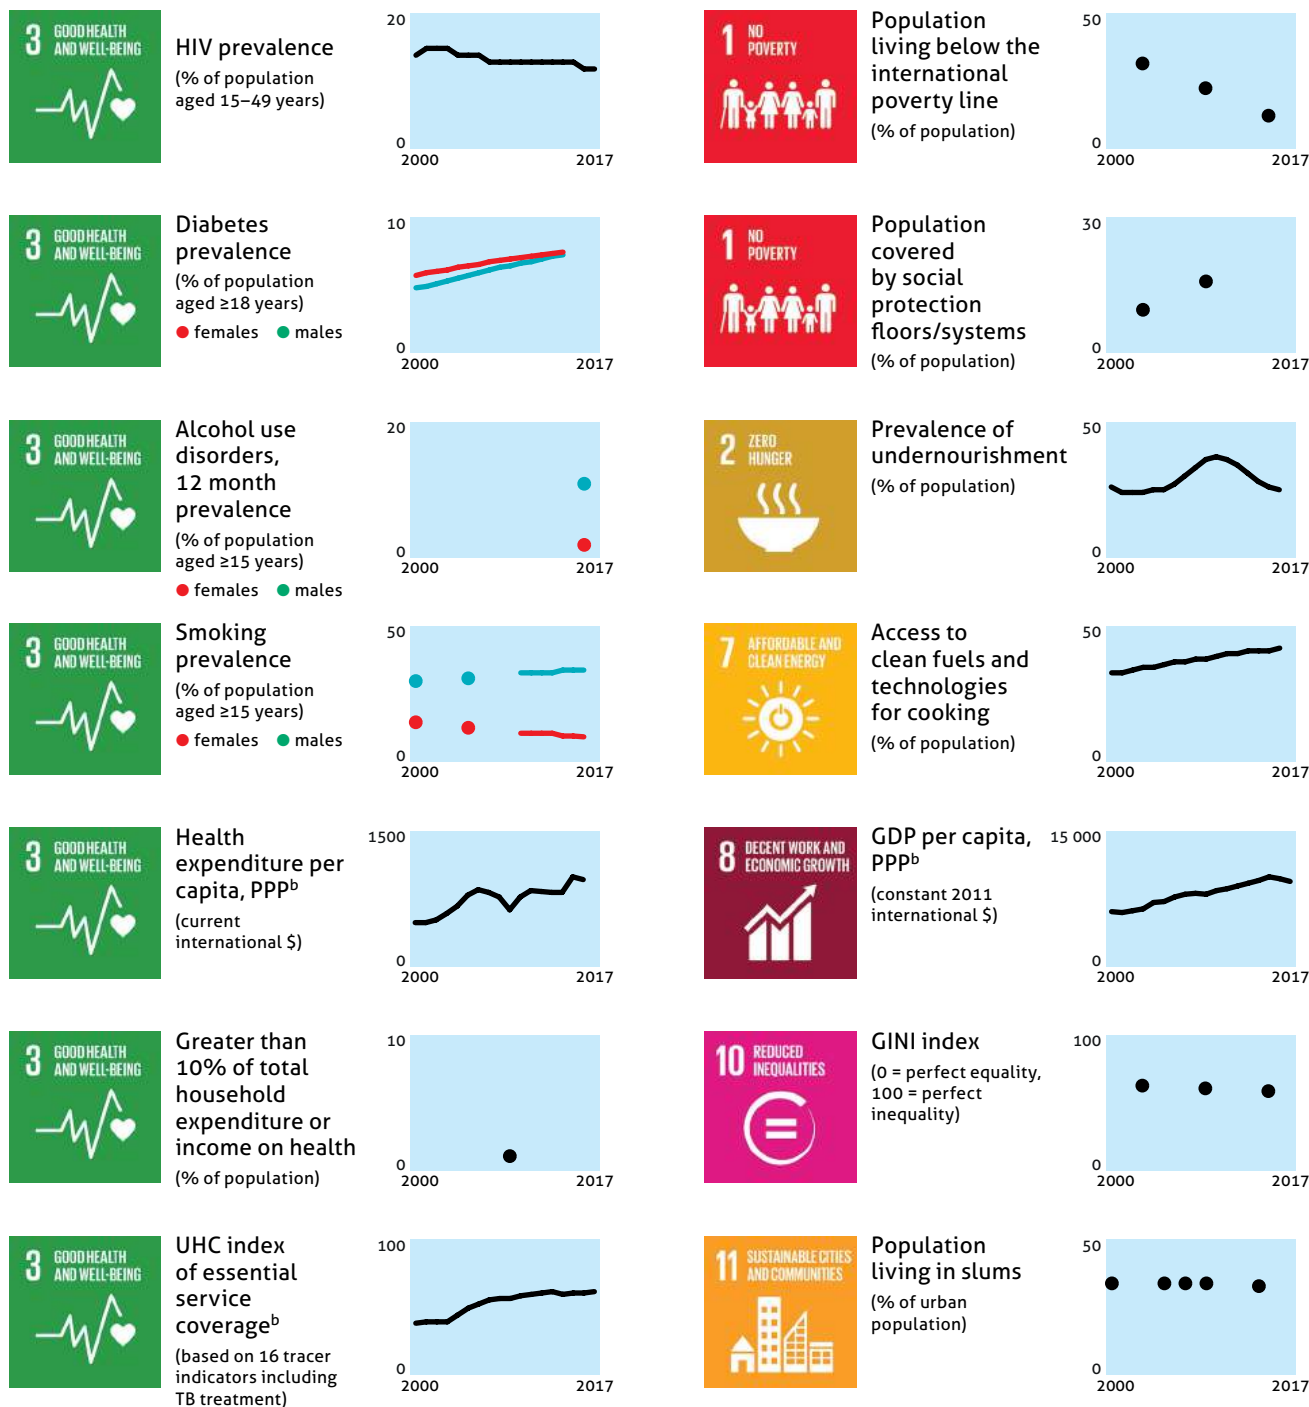 3 GOOD HEALTH
AND WELL-BEING
HIV prevalence
(% of population
aged 15–49 years)
20
0
2000 2017
3 GOOD HEALTH
AND WELL-BEING
Diabetes
prevalence
(% of population
aged ≥18 years)
females males
10
0
2000 2017
3 GOOD HEALTH
AND WELL-BEING
Alcohol use
disorders,
12 month
prevalence
(% of population
aged ≥15 years)
females males
20
0
2000 2017
3 GOOD HEALTH
AND WELL-BEING
Smoking
prevalence
(% of population
aged ≥15 years)
females males
50
0
2000 2017
3 GOOD HEALTH
AND WELL-BEING
Health
expenditure per
capita, PPPᵇ
(current
international $)
1500
0
2000 2017
3 GOOD HEALTH
AND WELL-BEING
Greater than
10% of total
household
expenditure or
income on health
(% of population)
10
0
2000 2017
3 GOOD HEALTH
AND WELL-BEING
UHC index
of essential
service
coverageᵇ
(based on 16 tracer
indicators including
TB treatment)
100
0
2000 2017
1 NO
POVERTY
Population
living below the
international
poverty line
(% of population)
50
0
2000 2017
1 NO
POVERTY
Population
covered
by social
protection
floors/systems
(% of population)
30
0
2000 2017
2 ZERO
HUNGER
Prevalence of
undernourishment
(% of population)
50
0
2000 2017
7 AFFORDABLE AND
CLEAN ENERGY
Access to
clean fuels and
technologies
for cooking
(% of population)
50
0
2000 2017
8 DECENT WORK AND
ECONOMIC GROWTH
GDP per capita,
PPPᵇ
(constant 2011
international $)
15 000
0
2000 2017
10 REDUCED
INEQUALITIES
GINI index
(0 = perfect equality,
100 = perfect
inequality)
100
0
2000 2017
11 SUSTAINABLE CITIES
AND COMMUNITIES
Population
living in slums
(% of urban
population)
50
0
2000 2017